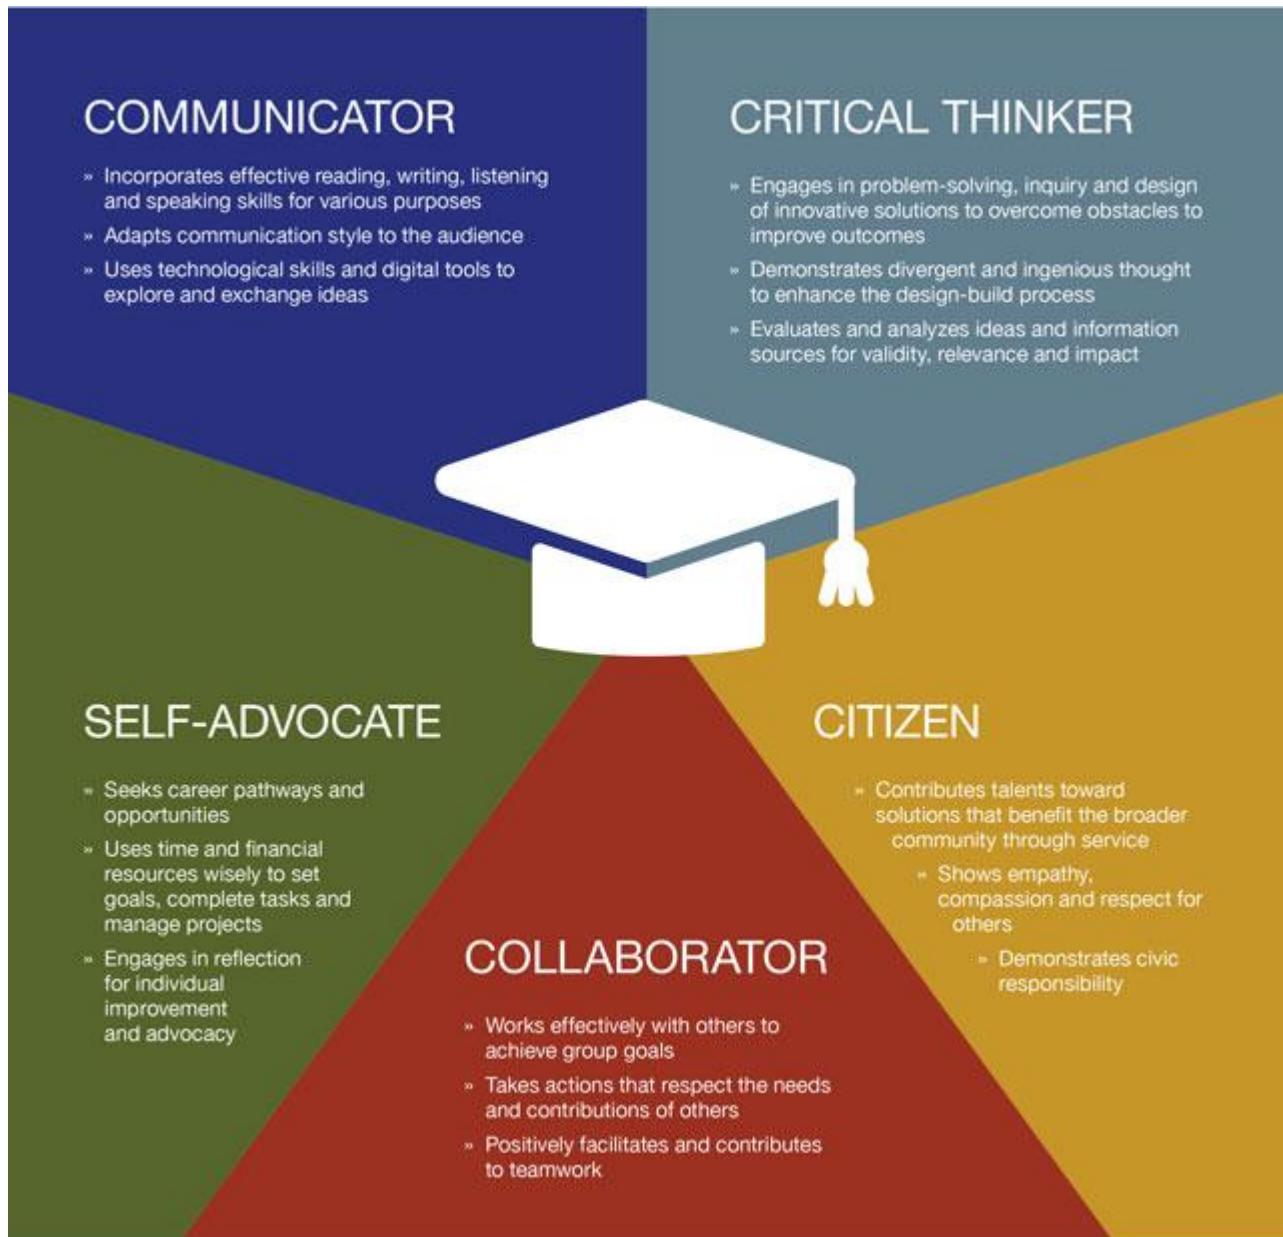 COMMUNICATOR
» Incorporates effective reading, writing, listening
and speaking skills for various purposes
» Adapts communication style to the audience
» Uses technological skills and digital tools to
explore and exchange ideas
CRITICAL THINKER
» Engages in problem-solving, inquiry and design
of innovative solutions to overcome obstacles to
improve outcomes
» Demonstrates divergent and ingenious thought
to enhance the design-build process
» Evaluates and analyzes ideas and information
sources for validity, relevance and impact
SELF-ADVOCATE
» Seeks career pathways and
opportunities
» Uses time and financial
resources wisely to set
goals, complete tasks and
manage projects
» Engages in reflection
for individual
improvement
and advocacy
COLLABORATOR
» Works effectively with others to
achieve group goals
» Takes actions that respect the needs
and contributions of others
» Positively facilitates and contributes
to teamwork
CITIZEN
» Contributes talents toward
solutions that benefit the broader
community through service
» Shows empathy,
compassion and respect for
others
» Demonstrates civic
responsibility